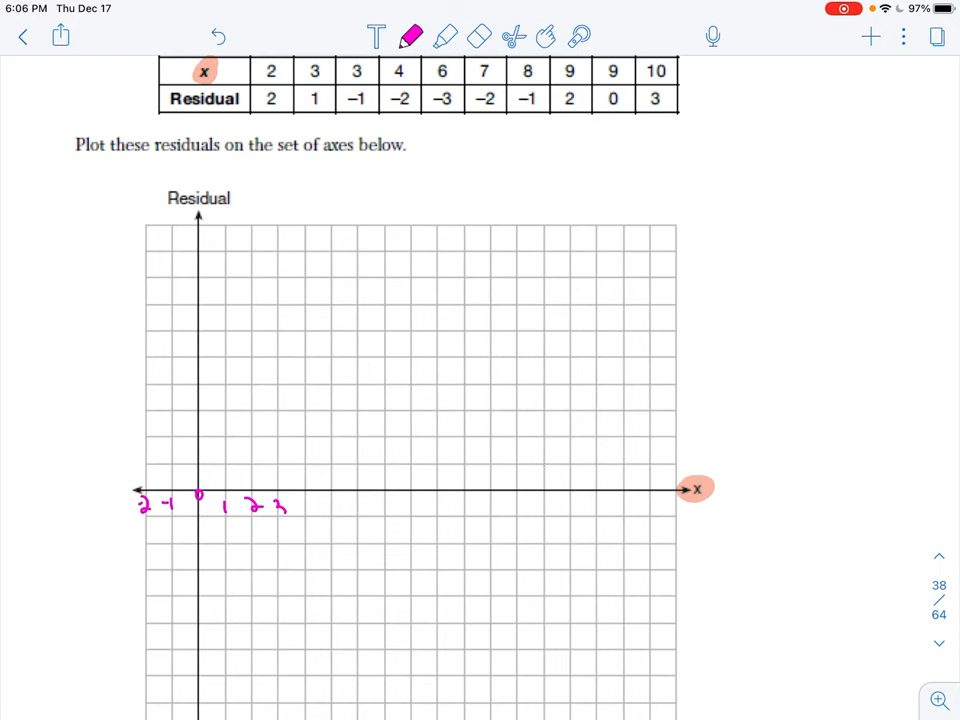 6:06 PM Thu Dec 17 97%
x 2 3 3 4 6 7 8 9 9 10
Residual 2 1 –1 –2 –3 –2 –1 2 0 3
Plot these residuals on the set of axes below.
Residual
x
-2 -1 0 1 2 3
38
/
64